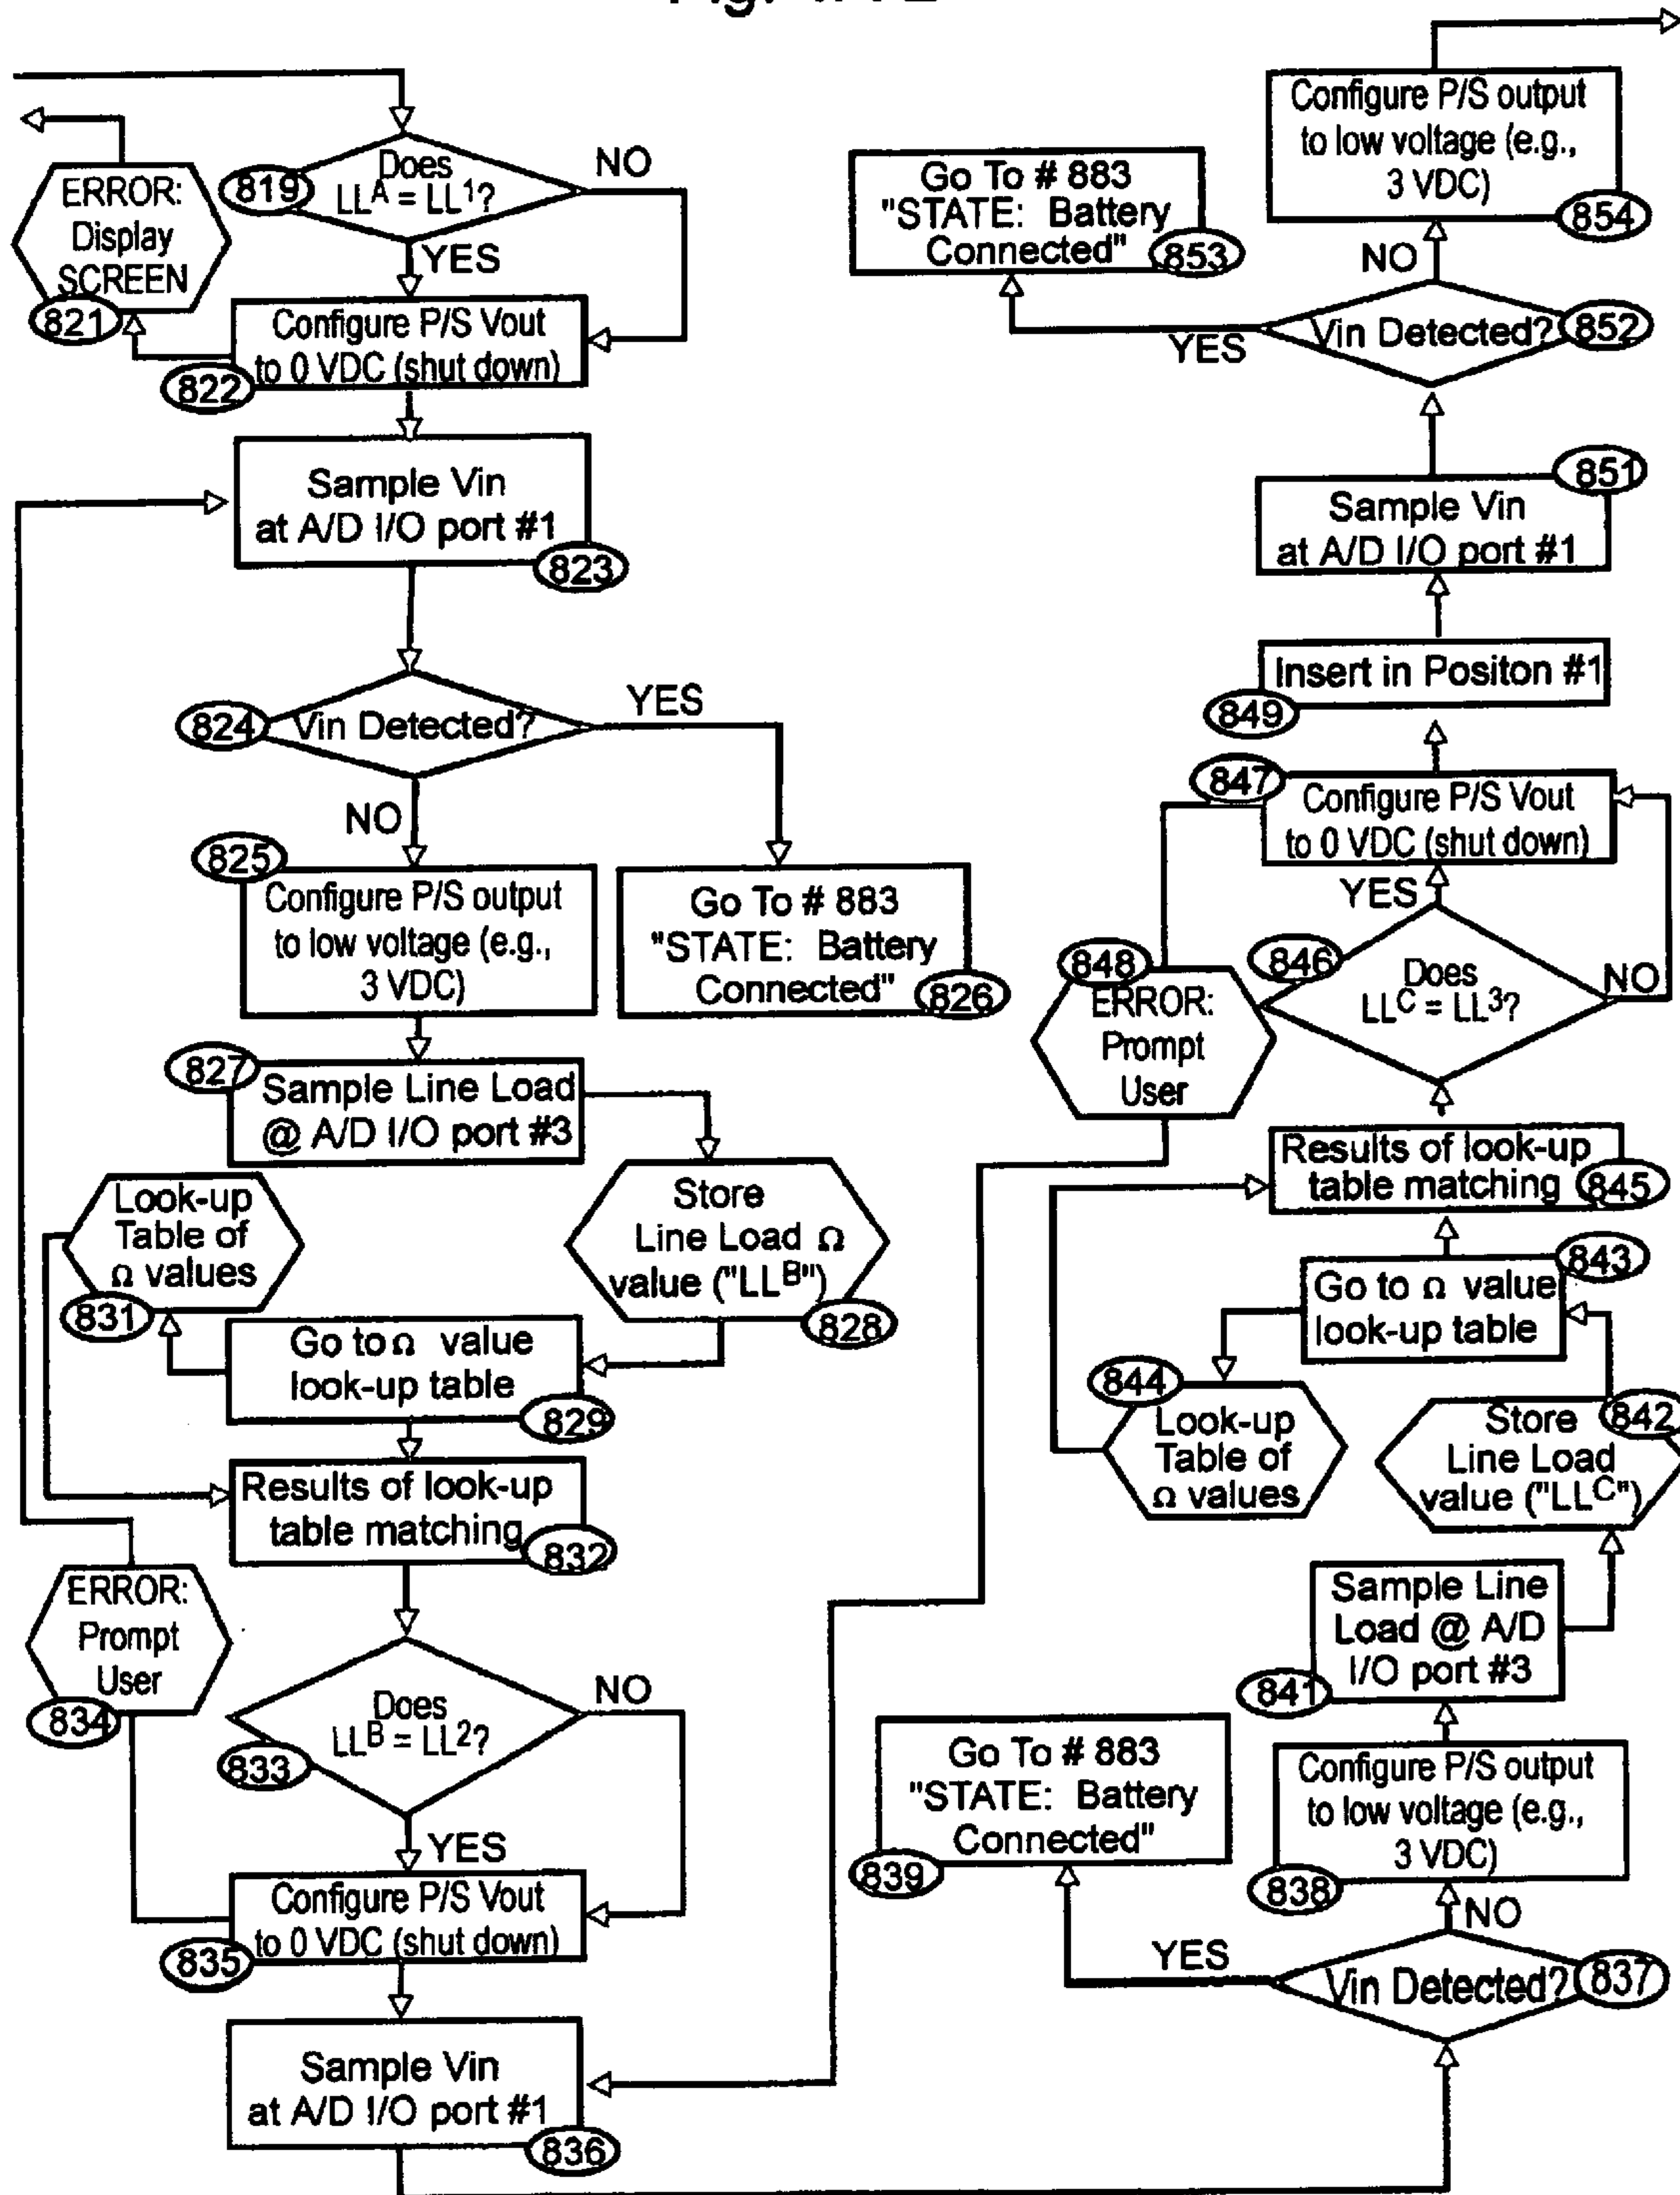 Does
819
LLA = LL1?
NO
YES
ERROR:
Display
SCREEN
821
Configure P/S Vout
to 0 VDC (shut down)
822
Sample Vin
at A/D I/O port #1
823
824
Vin Detected?
YES
NO
825
Configure P/S output
to low voltage (e.g.,
3 VDC)
Go To # 883
"STATE: Battery
Connected"
826
827
Sample Line Load
@ A/D I/O port #3
Look-up
Table of
Ω values
831
Store
Line Load Ω
value ("LLB")
828
Go to Ω value
look-up table
829
Results of look-up
table matching
832
ERROR:
Prompt
User
834
Does
LLB = LL2?
833
NO
YES
Configure P/S Vout
to 0 VDC (shut down)
835
Sample Vin
at A/D I/O port #1
836
Configure P/S output
to low voltage (e.g.,
3 VDC)
854
Go To # 883
"STATE: Battery
Connected"
853
NO
Vin Detected?
852
YES
851
Sample Vin
at A/D I/O port #1
Insert in Positon #1
849
847
Configure P/S Vout
to 0 VDC (shut down)
YES
848
ERROR:
Prompt
User
846
Does
LLC = LL3?
NO
Results of look-up
table matching
845
843
Go to Ω value
look-up table
844
Look-up
Table of
Ω values
842
Store
Line Load
value ("LLC")
Sample Line
Load @ A/D
I/O port #3
841
Go To # 883
"STATE: Battery
Connected"
839
Configure P/S output
to low voltage (e.g.,
3 VDC)
838
NO
YES
Vin Detected?
837